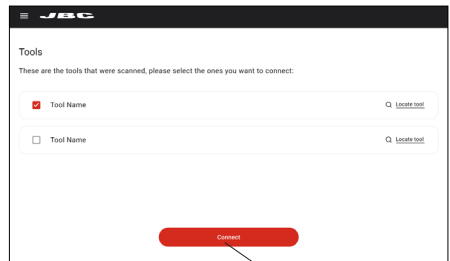 JBC
Tools
These are the tools that were scanned, please select the ones you want to connect:
Tool Name
Locate tool
Tool Name
Locate tool
Connect